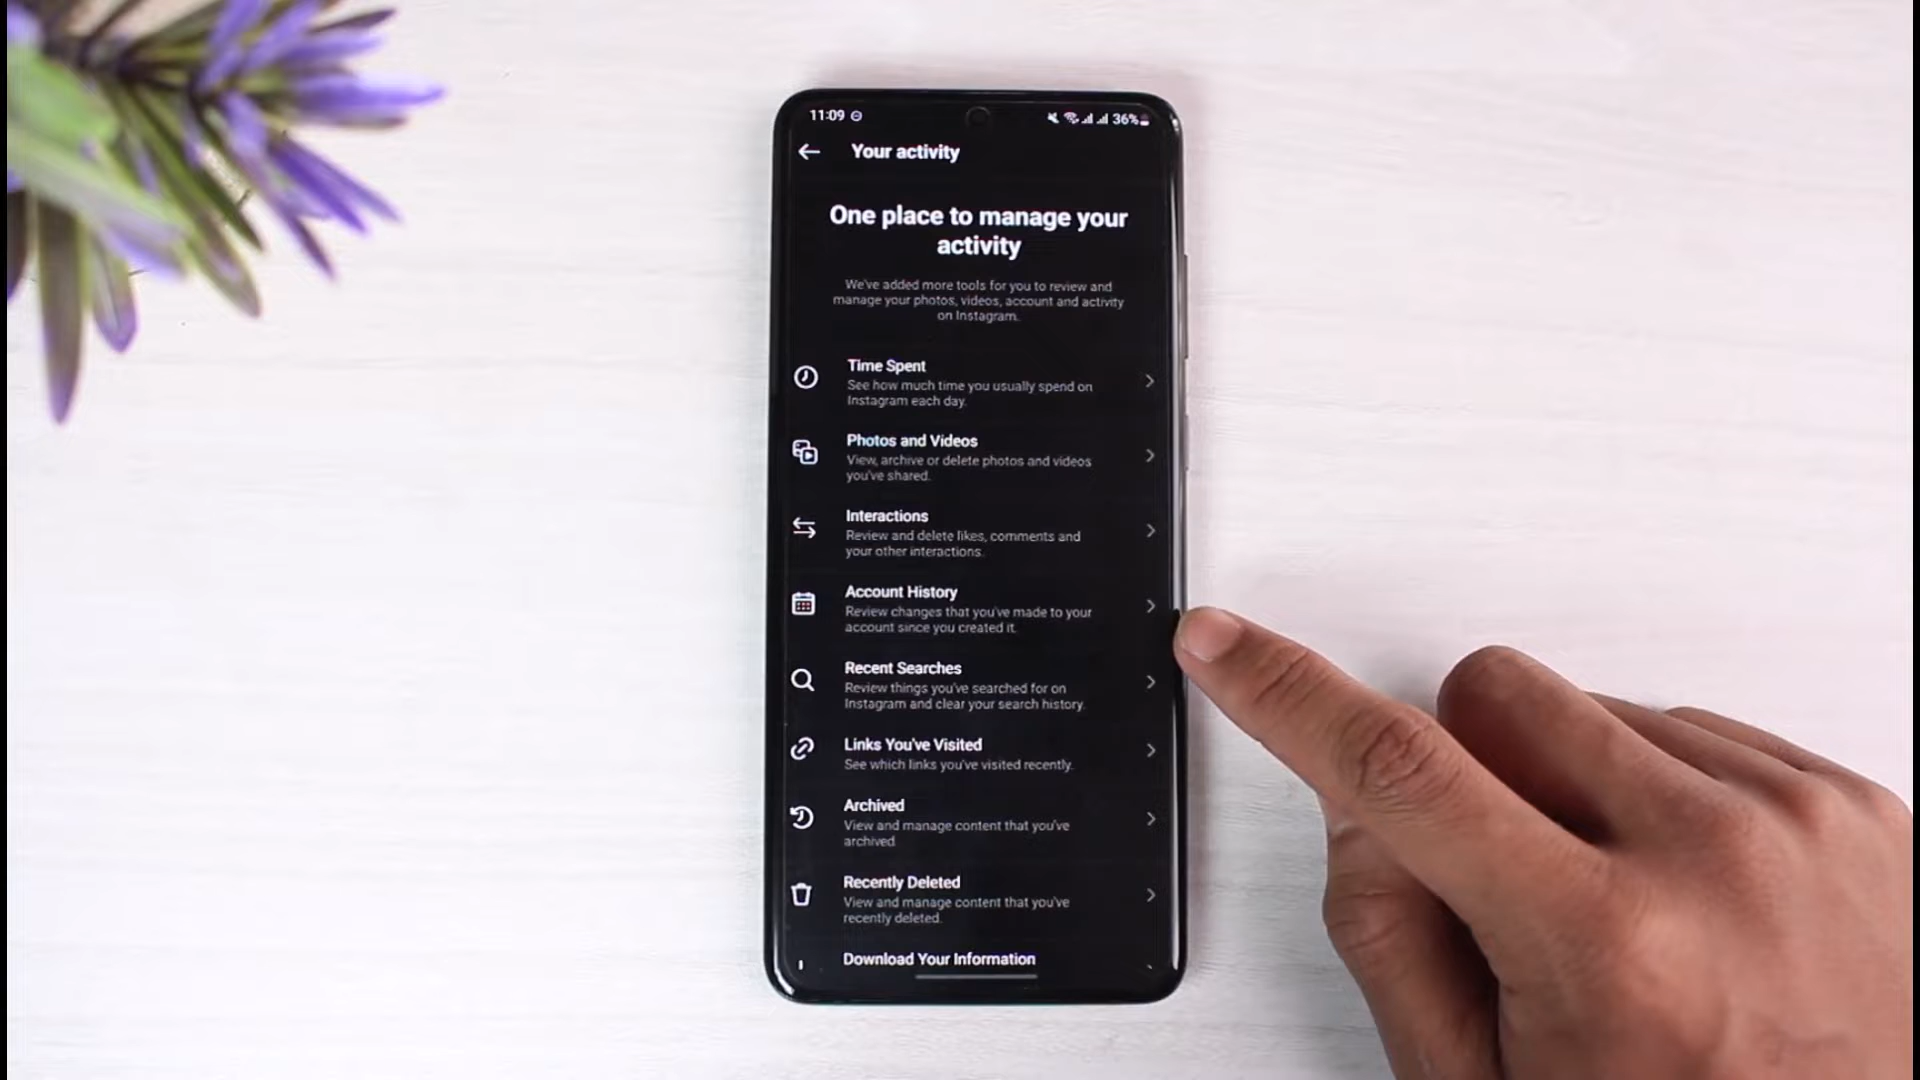 11:09 36%
Your activity
One place to manage your
activity
We've added more tools for you to review and
manage your photos, videos, account and activity
on Instagram.
Time Spent
See how much time you usually spend on
Instagram each day.
Photos and Videos
View, archive or delete photos and videos
you've shared.
Interactions
Review and delete likes, comments and
your other interactions.
Account History
Review changes that you've made to your
account since you created it.
Recent Searches
Review things you've searched for on
Instagram and clear your search history.
Links You've Visited
See which links you've visited recently.
Archived
View and manage content that you've
archived.
Recently Deleted
View and manage content that you've
recently deleted.
Download Your Information